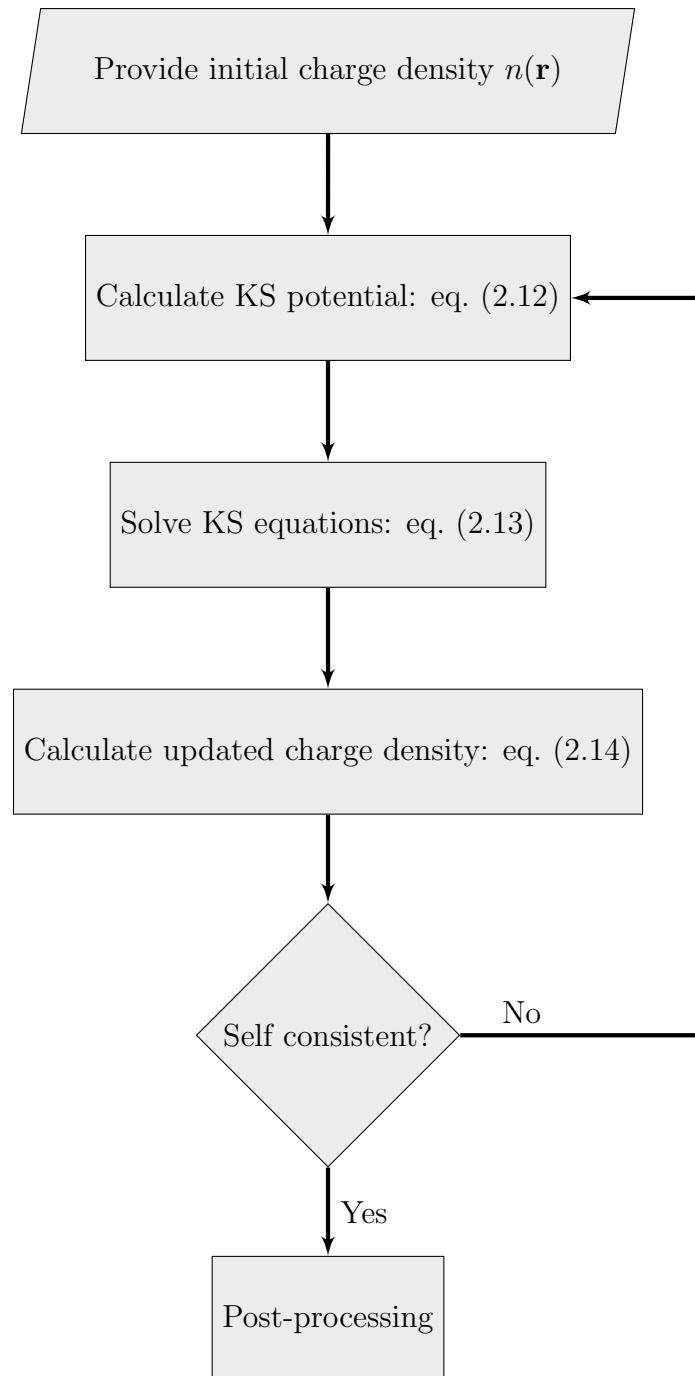 Provide initial charge density n(r)
Calculate KS potential: eq. (2.12)
Solve KS equations: eq. (2.13)
Calculate updated charge density: eq. (2.14)
Self consistent?
No
Yes
Post-processing